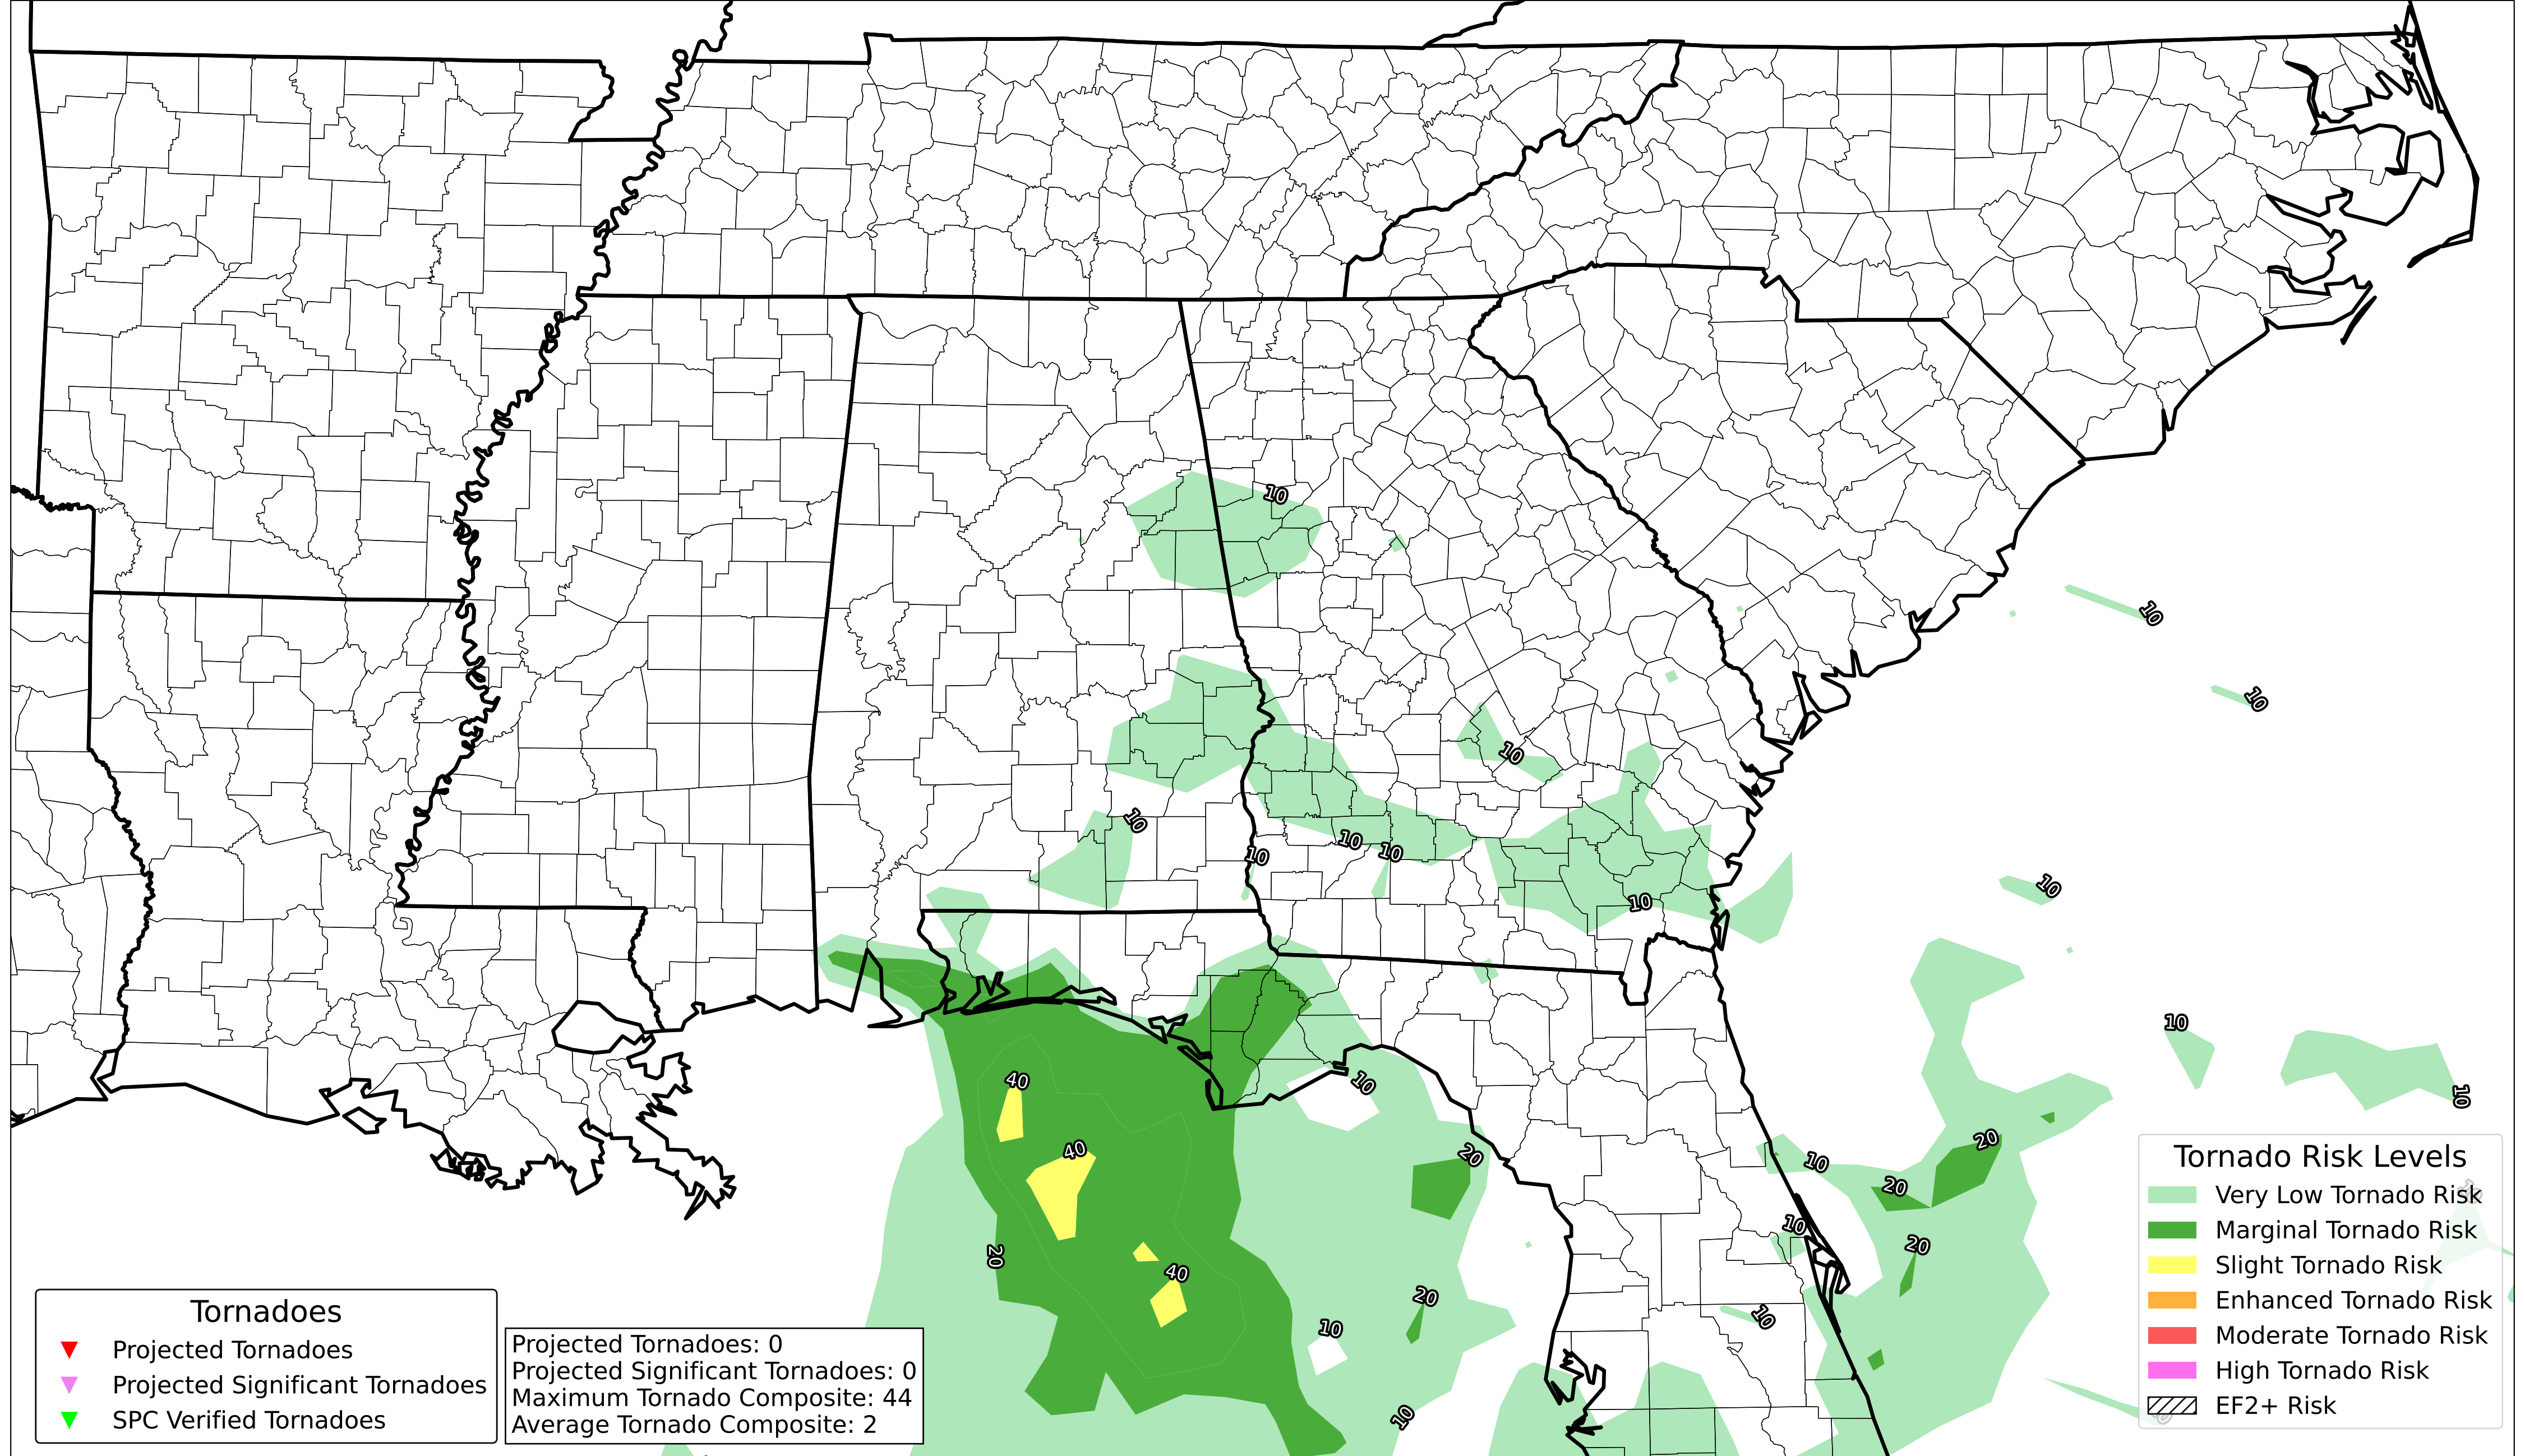 10
10
10
10
10
10
10
10
10
10
10
10
10
10
40
20
10
40
20
10
20
10
20
20
40
20
10
10
10
Tornado Risk Levels
Very Low Tornado Risk
Marginal Tornado Risk
Slight Tornado Risk
Enhanced Tornado Risk
Moderate Tornado Risk
High Tornado Risk
EF2+ Risk
Tornadoes
Projected Tornadoes
Projected Significant Tornadoes
SPC Verified Tornadoes
Projected Tornadoes: 0
Projected Significant Tornadoes: 0
Maximum Tornado Composite: 44
Average Tornado Composite: 2